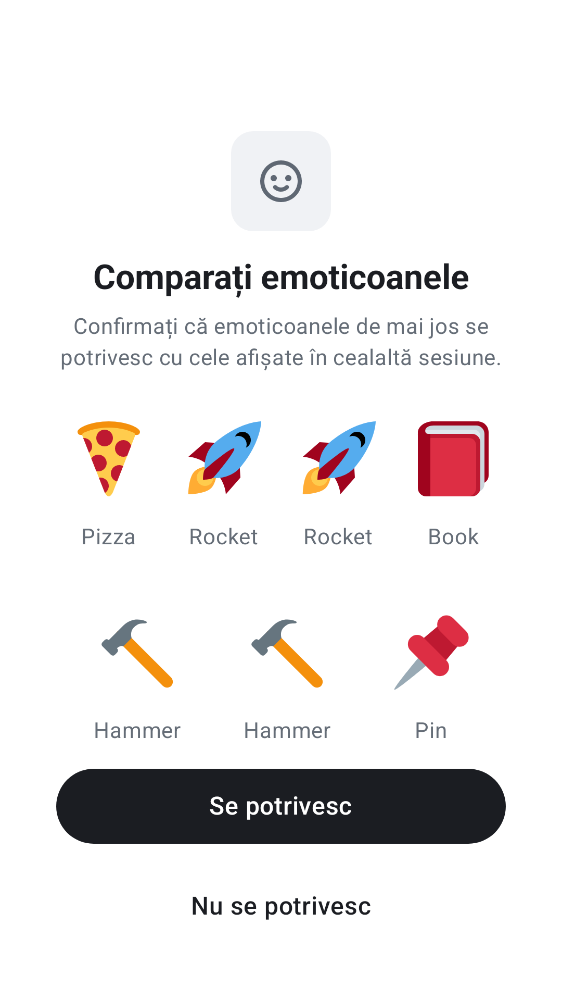 Comparați emoticoanele
Confirmați că emoticoanele de mai jos se
potrivesc cu cele afișate în cealaltă sesiune.
Pizza Rocket Rocket Book
Hammer Hammer Pin
Se potrivesc
Nu se potrivesc